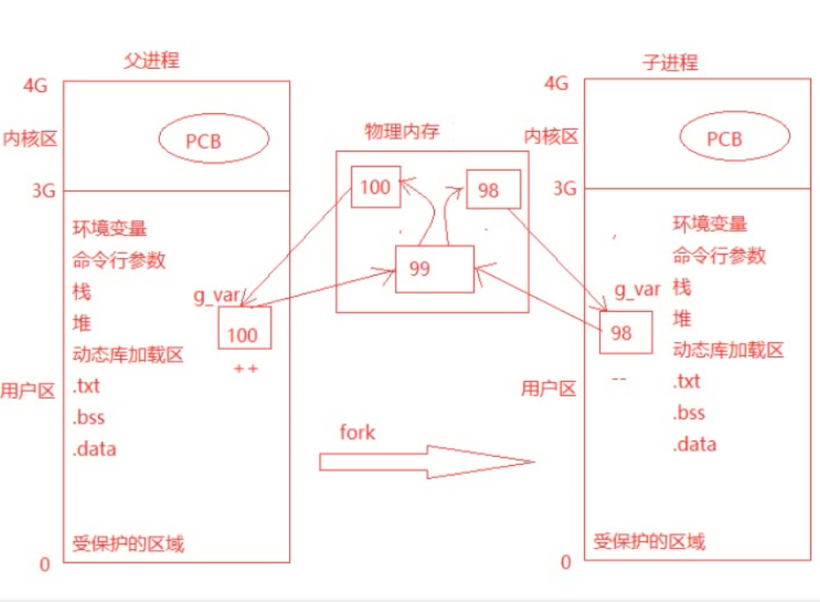 父进程
4G
内核区
PCB
3G
环境变量
命令行参数
栈
堆
动态库加载区
.txt
.bss
.data
用户区
受保护的区域
0
g_var
100
++
物理内存
100
98
99
fork
子进程
4G
内核区
PCB
3G
环境变量
命令行参数
栈
堆
动态库加载区
.txt
.bss
.data
用户区
受保护的区域
0
g_var
98
--